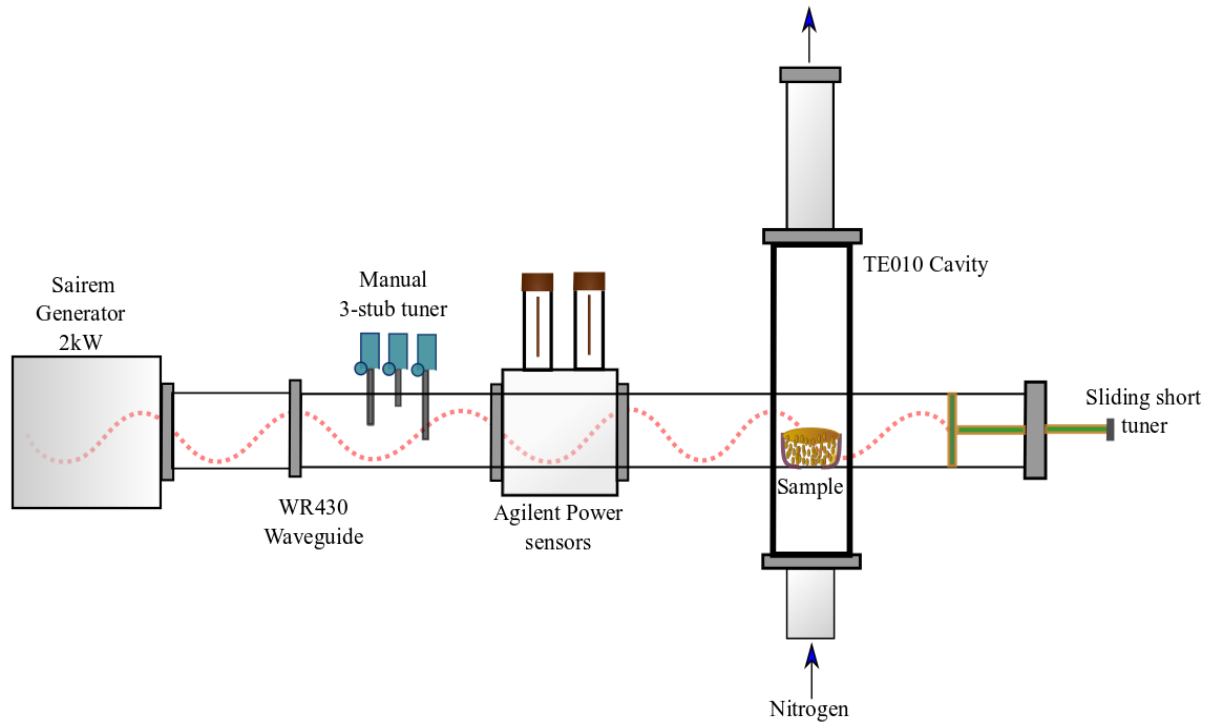 Sairem
Generator
2kW
Manual
3-stub tuner
TE010 Cavity
Sliding short
tuner
WR430
Waveguide
Agilent Power
sensors
Sample
Nitrogen